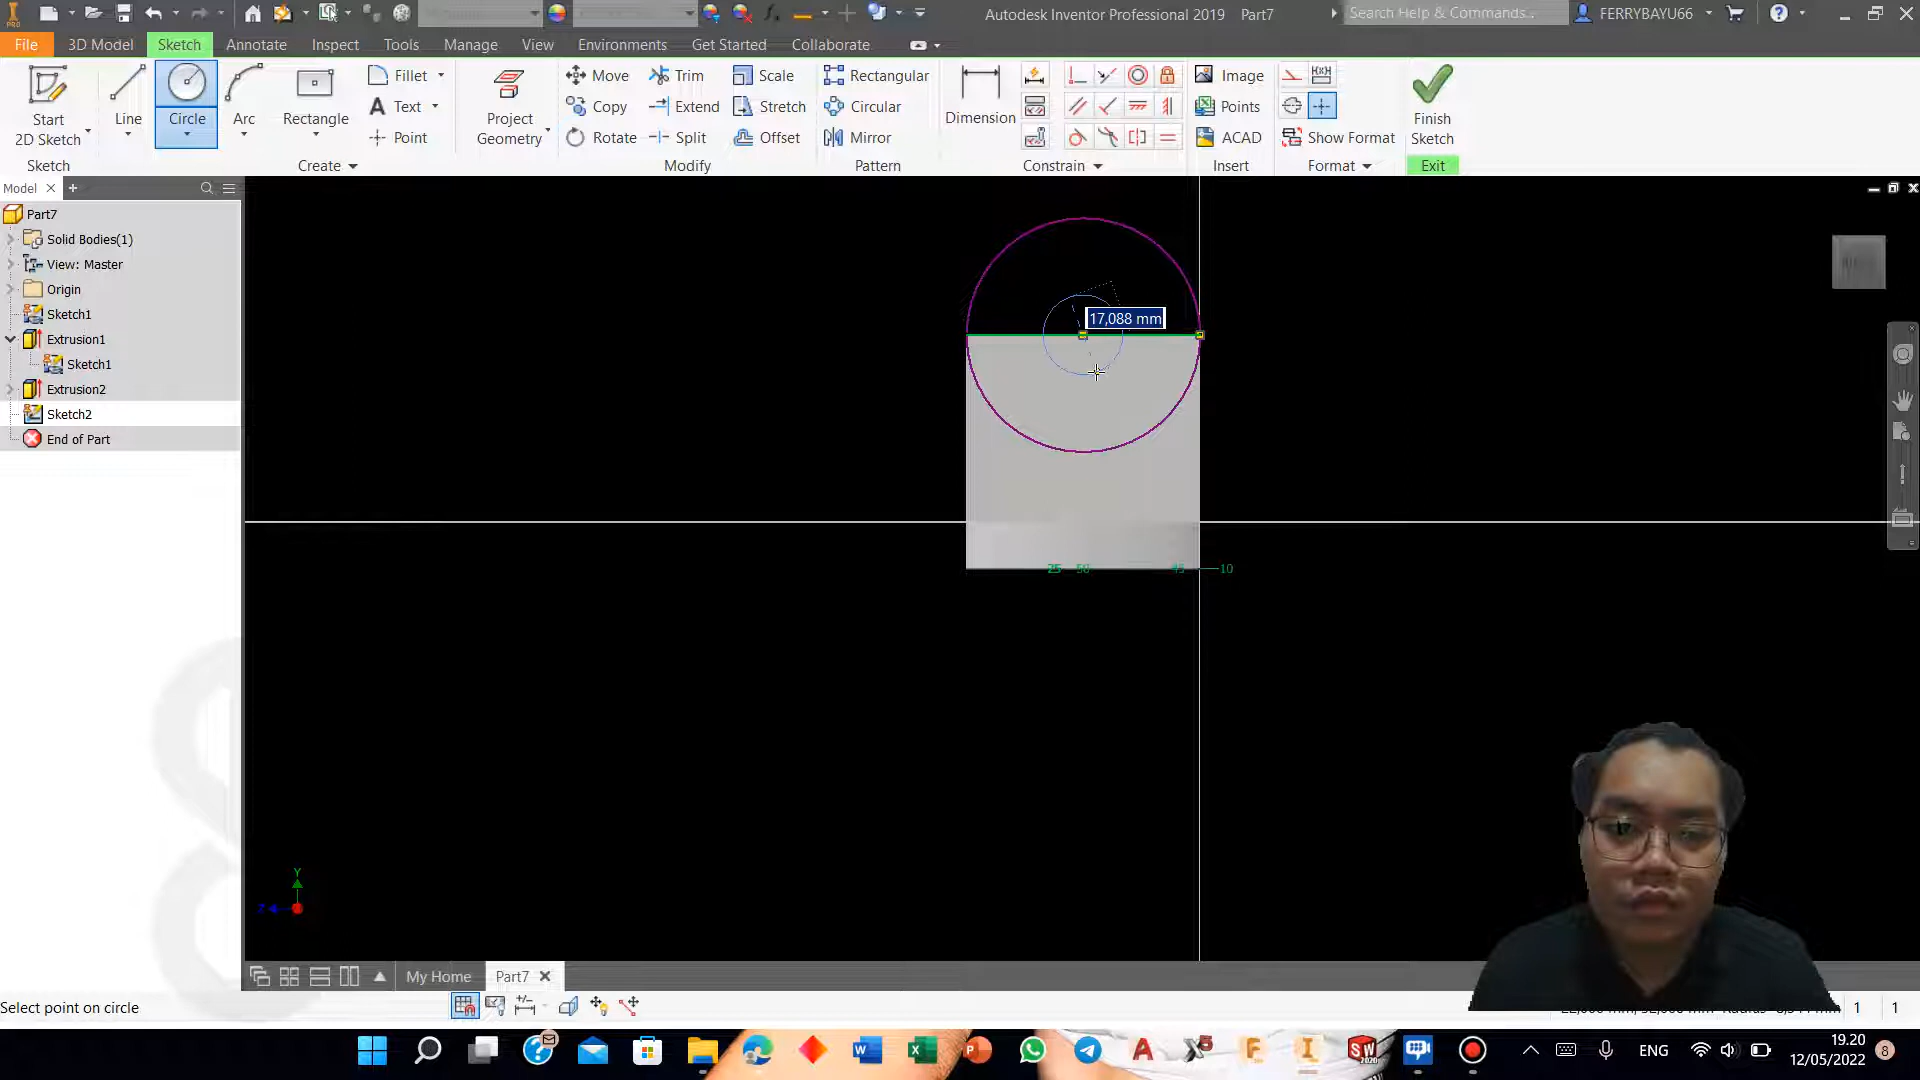 Autodesk Inventor Professional 2019 Part7
Search Help & Commands...
FERRYBAYU66
File 3D Model Sketch Annotate Inspect Tools Manage View Environments Get Started Collaborate
Start
2D Sketch
Line
Circle
Arc
Rectangle
Fillet
Text
Point
Project
Geometry
Move
Copy
Rotate
Trim
Extend
Split
Scale
Stretch
Offset
Rectangular
Circular
Mirror
Dimension
Image
Points
ACAD
Show Format
Finish
Sketch
Sketch Create Modify Pattern Constrain Insert Format Exit
Model
Part7
Solid Bodies(1)
View: Master
Origin
Sketch1
Extrusion1
Sketch1
Extrusion2
Sketch2
End of Part
17,088 mm
25 50 45 10
Y
Z
My Home Part7
Select point on circle
1 1
ENG
19.20
12/05/2022
8